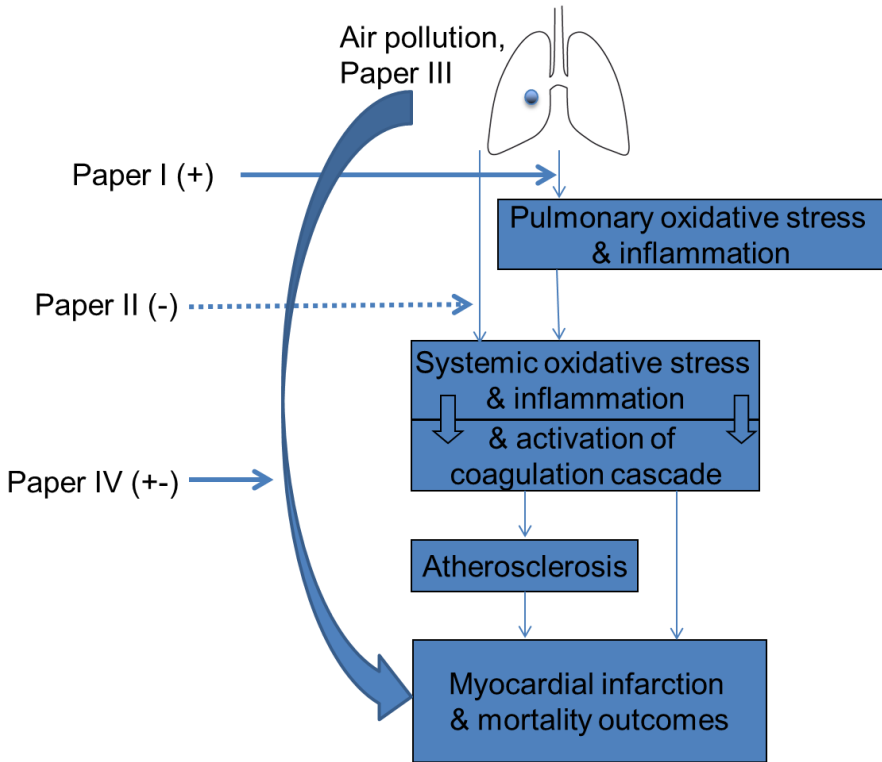 Air pollution,
Paper III
Paper I (+)
Pulmonary oxidative stress
& inflammation
Paper II (-)
Systemic oxidative stress
& inflammation
& activation of
coagulation cascade
Paper IV (+-)
Atherosclerosis
Myocardial infarction
& mortality outcomes